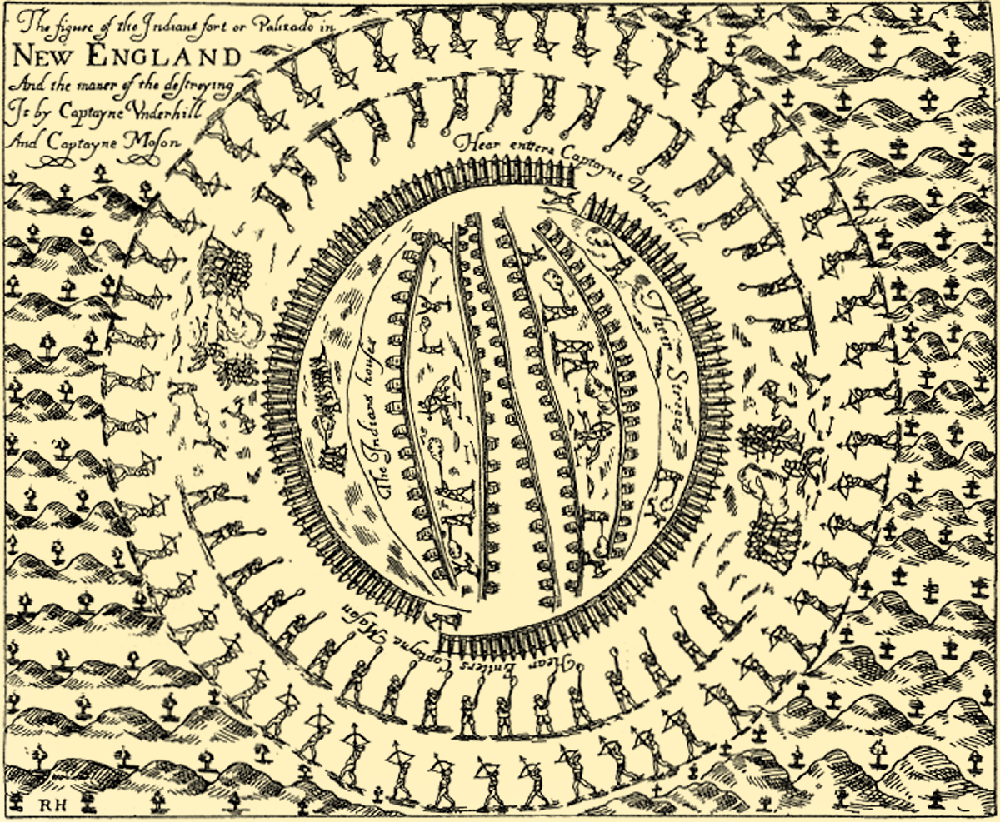 The figure of the Indians fort or Palizado in
NEW ENGLAND
And the maner of the destroying
It by Captayne Vnderhill
And Captayne Mason
Hear entters Captayne Vnderhill
Their Streets
The Indians houses
Hear Entters Captayne Mason
RH